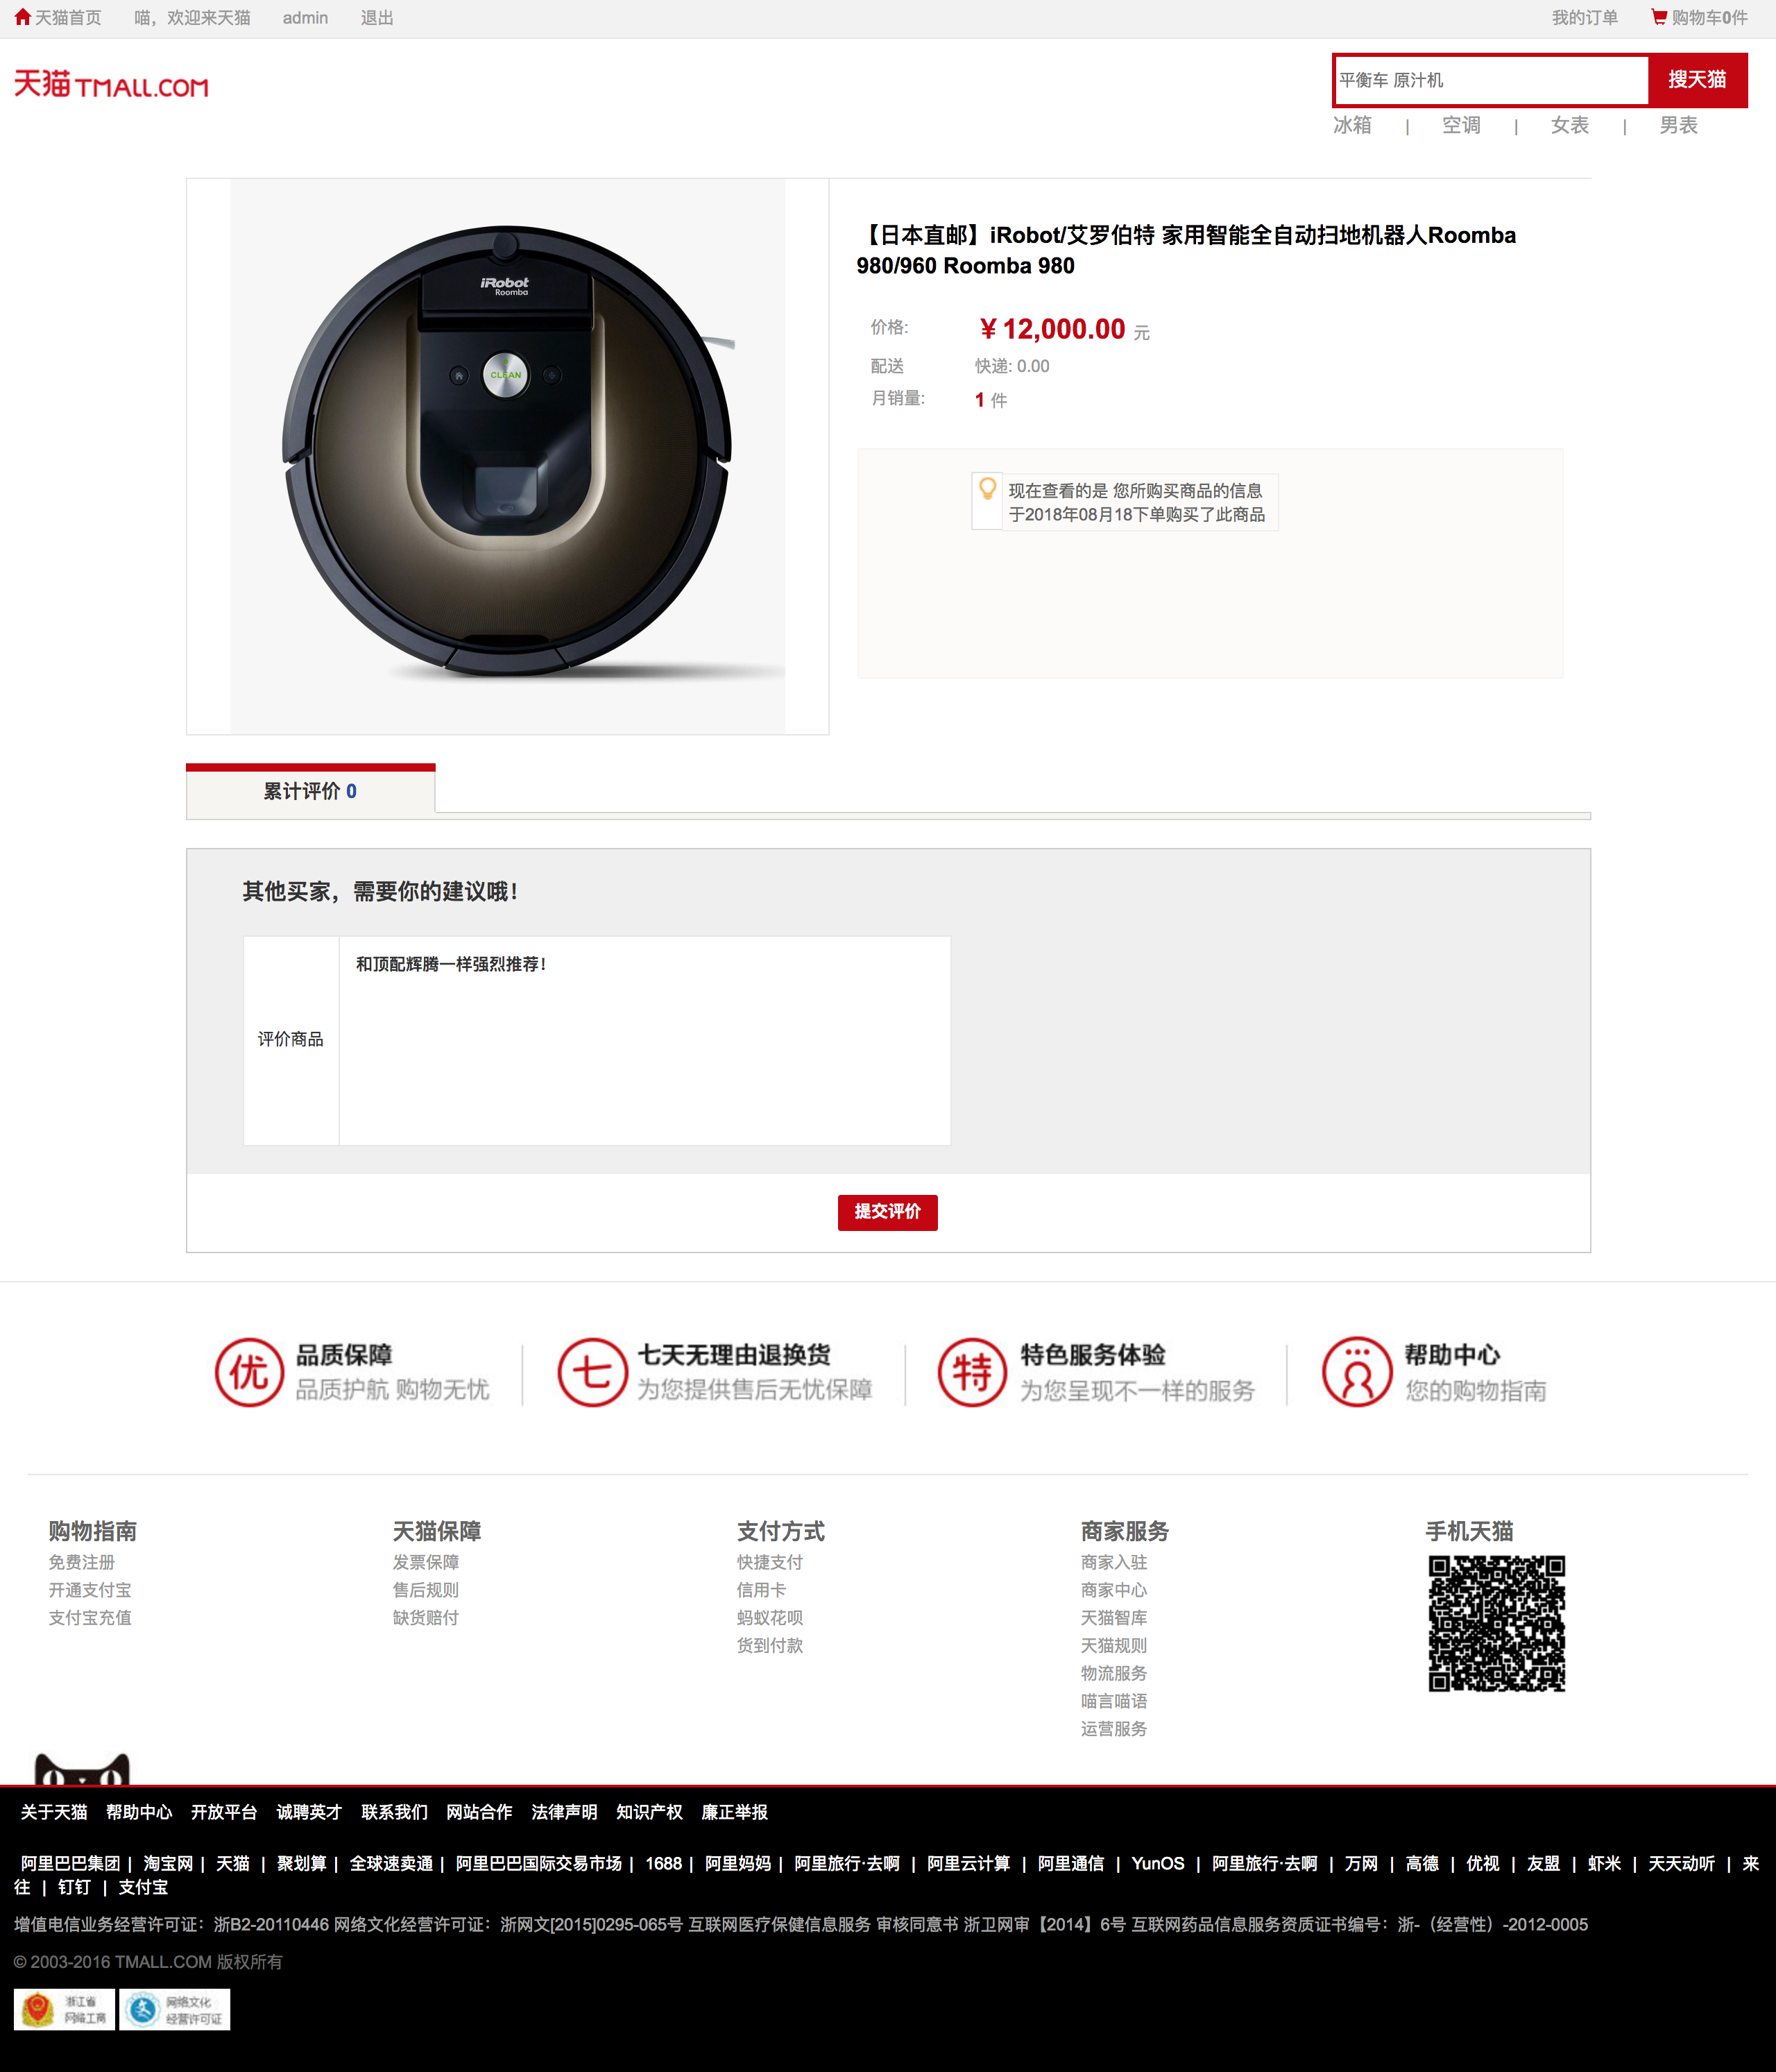 天猫首页 喵，欢迎来天猫 admin 退出 我的订单 购物车0件
天猫 TMALL.COM
平衡车 原汁机 搜天猫
冰箱 | 空调 | 女表 | 男表
【日本直邮】iRobot/艾罗伯特 家用智能全自动扫地机器人Roomba
980/960 Roomba 980
iRobot
Roomba
CLEAN
价格: ¥ 12,000.00 元
配送 快递: 0.00
月销量: 1 件
现在查看的是 您所购买商品的信息
于2018年08月18下单购买了此商品
累计评价 0
其他买家，需要你的建议哦！
评价商品
和顶配辉腾一样强烈推荐！
提交评价
优 品质保障
品质护航 购物无忧
七 七天无理由退换货
为您提供售后无忧保障
特 特色服务体验
为您呈现不一样的服务
帮助中心
您的购物指南
购物指南
免费注册
开通支付宝
支付宝充值
天猫保障
发票保障
售后规则
缺货赔付
支付方式
快捷支付
信用卡
蚂蚁花呗
货到付款
商家服务
商家入驻
商家中心
天猫智库
天猫规则
物流服务
喵言喵语
运营服务
手机天猫
关于天猫 帮助中心 开放平台 诚聘英才 联系我们 网站合作 法律声明 知识产权 廉正举报
阿里巴巴集团 | 淘宝网 | 天猫 | 聚划算 | 全球速卖通 | 阿里巴巴国际交易市场 | 1688 | 阿里妈妈 | 阿里旅行·去啊 | 阿里云计算 | 阿里通信 | YunOS | 阿里旅行·去啊 | 万网 | 高德 | 优视 | 友盟 | 虾米 | 天天动听 | 来
往 | 钉钉 | 支付宝
增值电信业务经营许可证：浙B2-20110446 网络文化经营许可证：浙网文[2015]0295-065号 互联网医疗保健信息服务 审核同意书 浙卫网审【2014】6号 互联网药品信息服务资质证书编号：浙-（经营性）-2012-0005
© 2003-2016 TMALL.COM 版权所有
浙江省
网络工商
网络文化
经营许可证